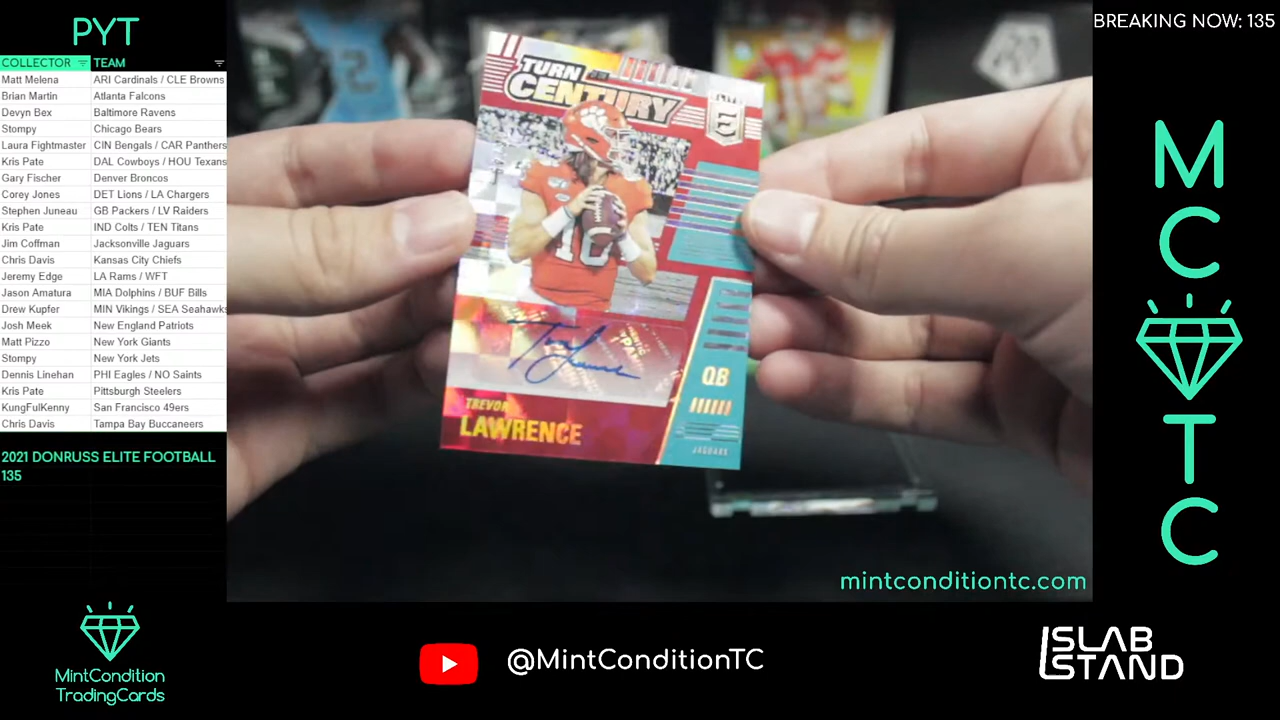 PYT
BREAKING NOW: 135
COLLECTOR TEAM
Matt Melena ARI Cardinals / CLE Browns
Brian Martin Atlanta Falcons
Devyn Bex Baltimore Ravens
Stompy Chicago Bears
Laura Fightmaster CIN Bengals / CAR Panthers
Kris Pate DAL Cowboys / HOU Texans
Gary Fischer Denver Broncos
Corey Jones DET Lions / LA Chargers
Stephen Juneau GB Packers / LV Raiders
Kris Pate IND Colts / TEN Titans
Jim Coffman Jacksonville Jaguars
Chris Davis Kansas City Chiefs
Jeremy Edge LA Rams / WFT
Jason Amatura MIA Dolphins / BUF Bills
Drew Kupfer MIN Vikings / SEA Seahawks
Josh Meek New England Patriots
Matt Pizzo New York Giants
Stompy New York Jets
Dennis Linehan PHI Eagles / NO Saints
Kris Pate Pittsburgh Steelers
KungFulKenny San Francisco 49ers
Chris Davis Tampa Bay Buccaneers
2021 DONRUSS ELITE FOOTBALL
135
TURN
OF THE
CENTURY
16
QB
TREVOR
LAWRENCE
JAGUARS
M
C
T
C
mintconditiontc.com
MintCondition
TradingCards
@MintConditionTC
SLAB
STAND